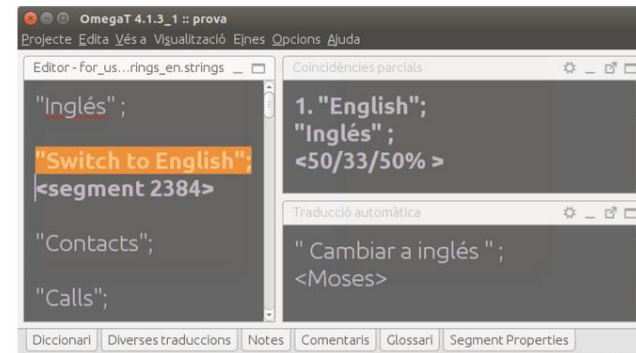 OmegaT 4.1.3_1 :: prova
Projecte Edita Vés a Visualització Eines Opcions Ajuda
Editor - for_us...rings_en.strings
"Inglés" ;
"Switch to English";
<segment 2384>
"Contacts";
"Calls";
Coincidències parcials
1. "English";
"Inglés" ;
<50/33/50% >
Traducció automàtica
" Cambiar a inglés " ;
<Moses>
Diccionari Diverses traduccions Notes Comentaris Glossari Segment Properties